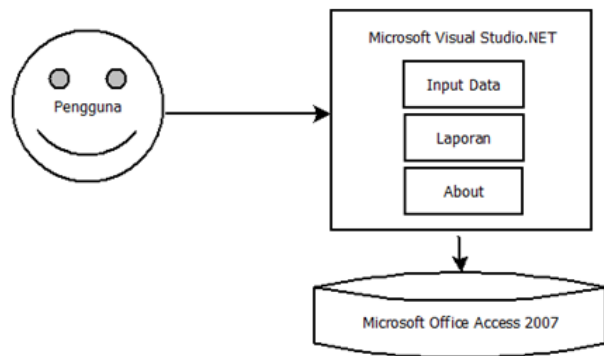 Pengguna
Microsoft Visual Studio.NET
Input Data
Laporan
About
Microsoft Office Access 2007